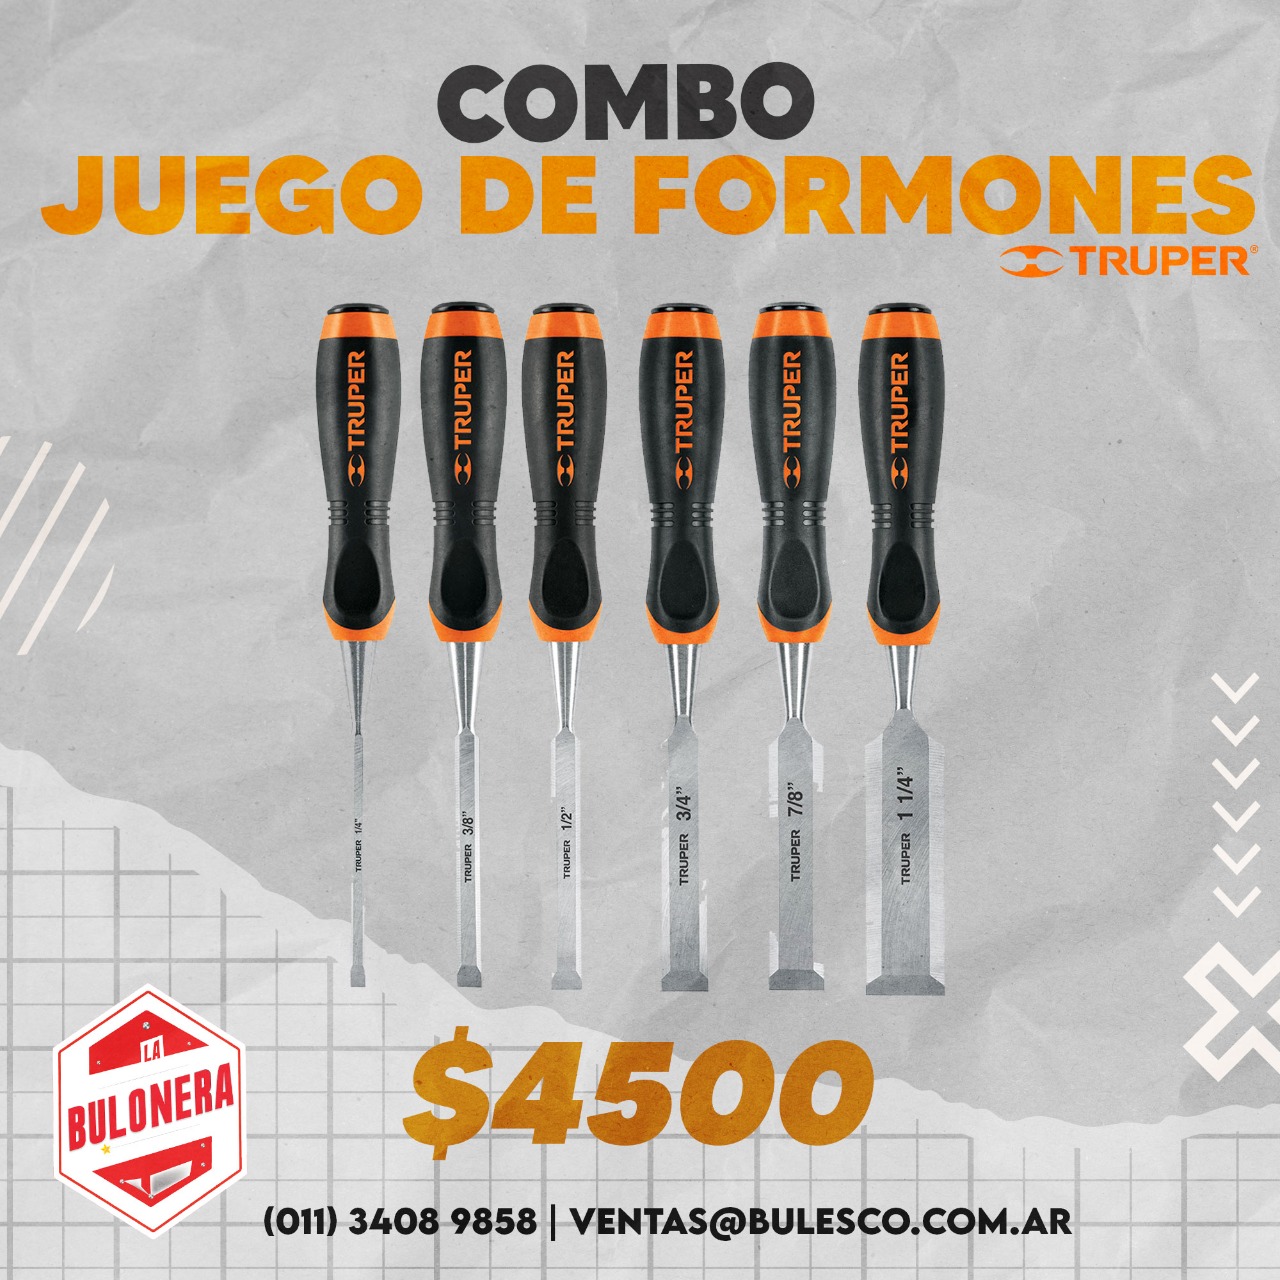 COMBO
JUEGO DE FORMONES
TRUPER®
TRUPER
TRUPER
TRUPER
TRUPER
TRUPER
TRUPER
TRUPER 1/4”
TRUPER 3/8”
TRUPER 1/2”
TRUPER 3/4”
TRUPER 7/8”
TRUPER 1 1/4”
$4500
LA
BULONERA
(011) 3408 9858 | VENTAS@BULESCO.COM.AR